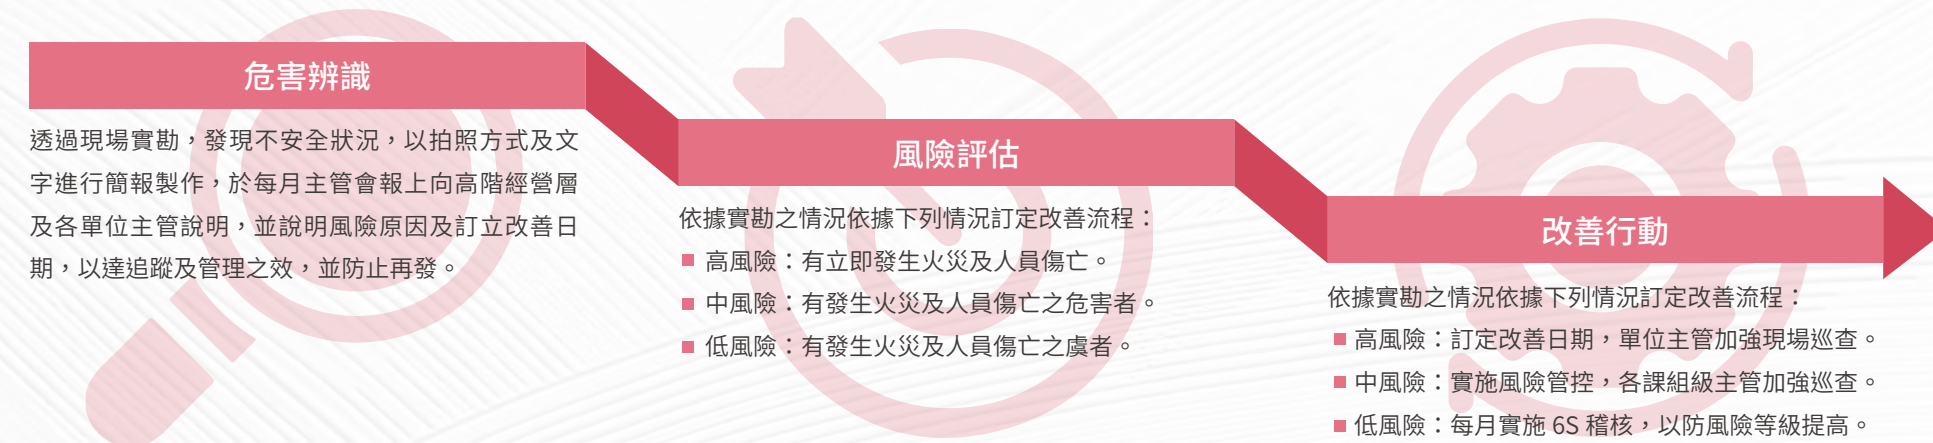 危害辨識
透過現場實勘，發現不安全狀況，以拍照方式及文
字進行簡報製作，於每月主管會報上向高階經營層
及各單位主管說明，並說明風險原因及訂立改善日
期，以達追蹤及管理之效，並防止再發。
風險評估
依據實勘之情況依據下列情況訂定改善流程：
高風險：有立即發生火災及人員傷亡。
中風險：有發生火災及人員傷亡之危害者。
低風險：有發生火災及人員傷亡之虞者。
改善行動
依據實勘之情況依據下列情況訂定改善流程：
高風險：訂定改善日期，單位主管加強現場巡查。
中風險：實施風險管控，各課組級主管加強巡查。
低風險：每月實施 6S 稽核，以防風險等級提高。